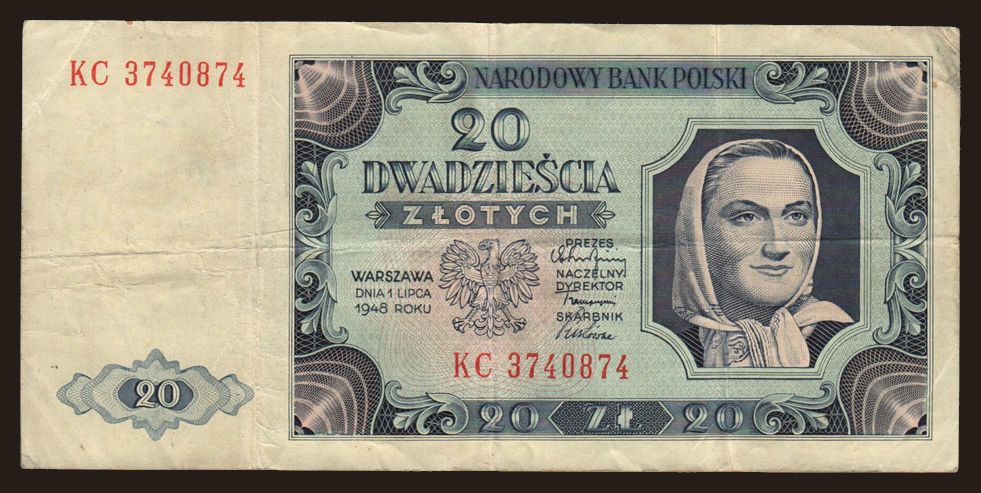 KC 3740874
NARODOWY BANK POLSKI
20
DWADZIEŚCIA
ZŁOTYCH
WARSZAWA
DNIA 1 LIPCA
1948 ROKU
PREZES
NACZELNY
DYREKTOR
SKARBNIK
KC 3740874
20
20 ZŁ 20